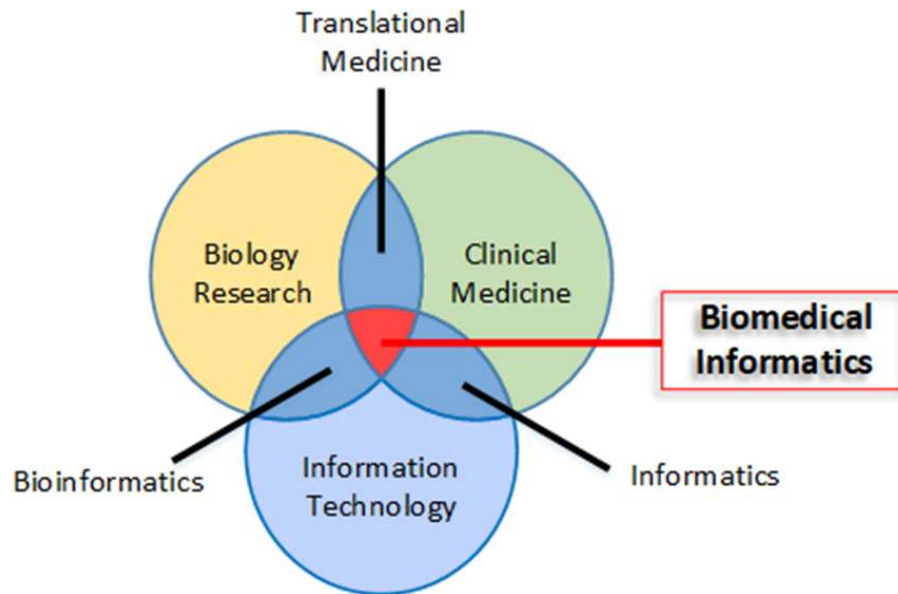 Translational
Medicine
Biology
Research
Clinical
Medicine
Biomedical
Informatics
Bioinformatics
Information
Technology
Informatics